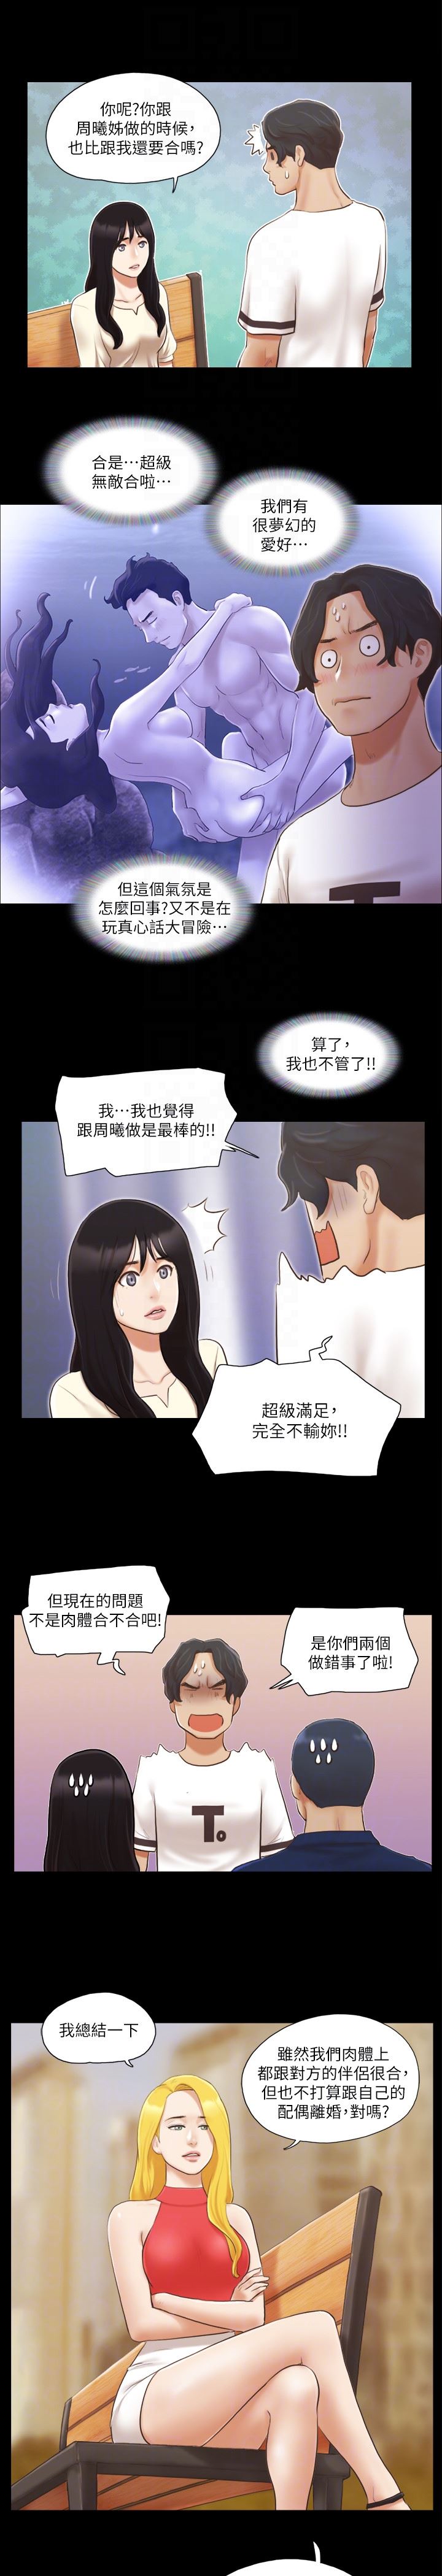 你呢?你跟
周曦姊做的時候,
也比跟我還要合嗎?
合是…超級
無敵合啦…
我們有
很夢幻的
愛好…
但這個氣氛是
怎麼回事?又不是在
玩真心話大冒險…
算了,
我也不管了!!
我…我也覺得
跟周曦做是最棒的!!
超級滿足,
完全不輸妳!!
但現在的問題
不是肉體合不合吧!
是你們兩個
做錯事了啦!
T.
我總結一下
雖然我們肉體上
都跟對方的伴侶很合,
但也不打算跟自己的
配偶離婚,對嗎?